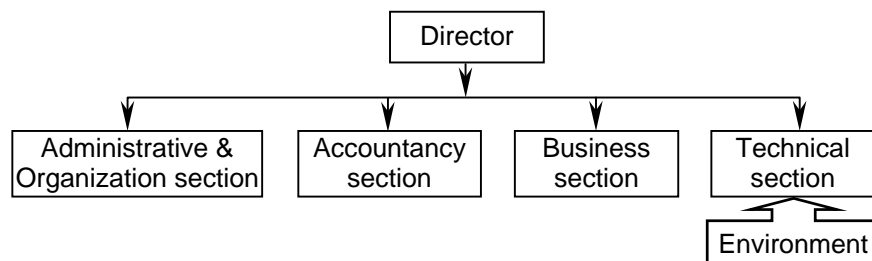 Director
Administrative &
Organization section
Accountancy
section
Business
section
Technical
section
Environment